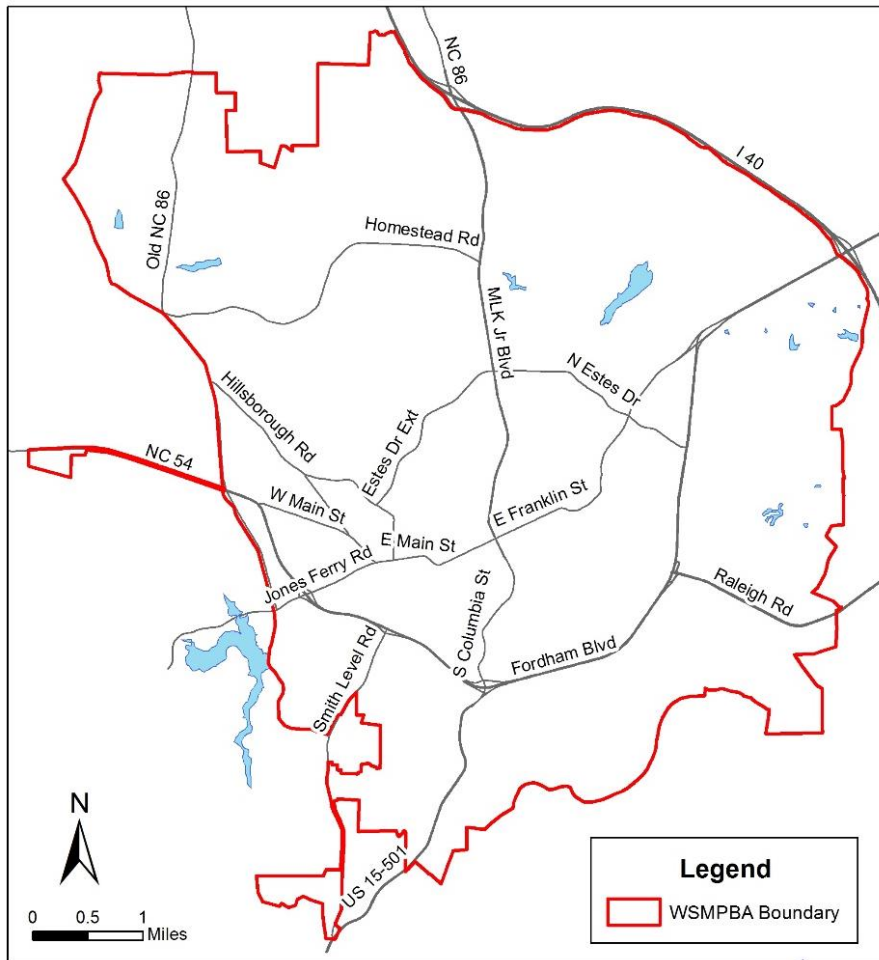 NC 86
I 40
Old NC 86
Homestead Rd
MLK Jr Blvd
N Estes Dr
Hillsborough Rd
Estes Dr Ext
NC 54
W Main St
E Franklin St
E Main St
Jones Ferry Rd
S Columbia St
Raleigh Rd
Smith Level Rd
Fordham Blvd
US 15-501
N
0 0.5 1
Miles
Legend
WSMPBA Boundary